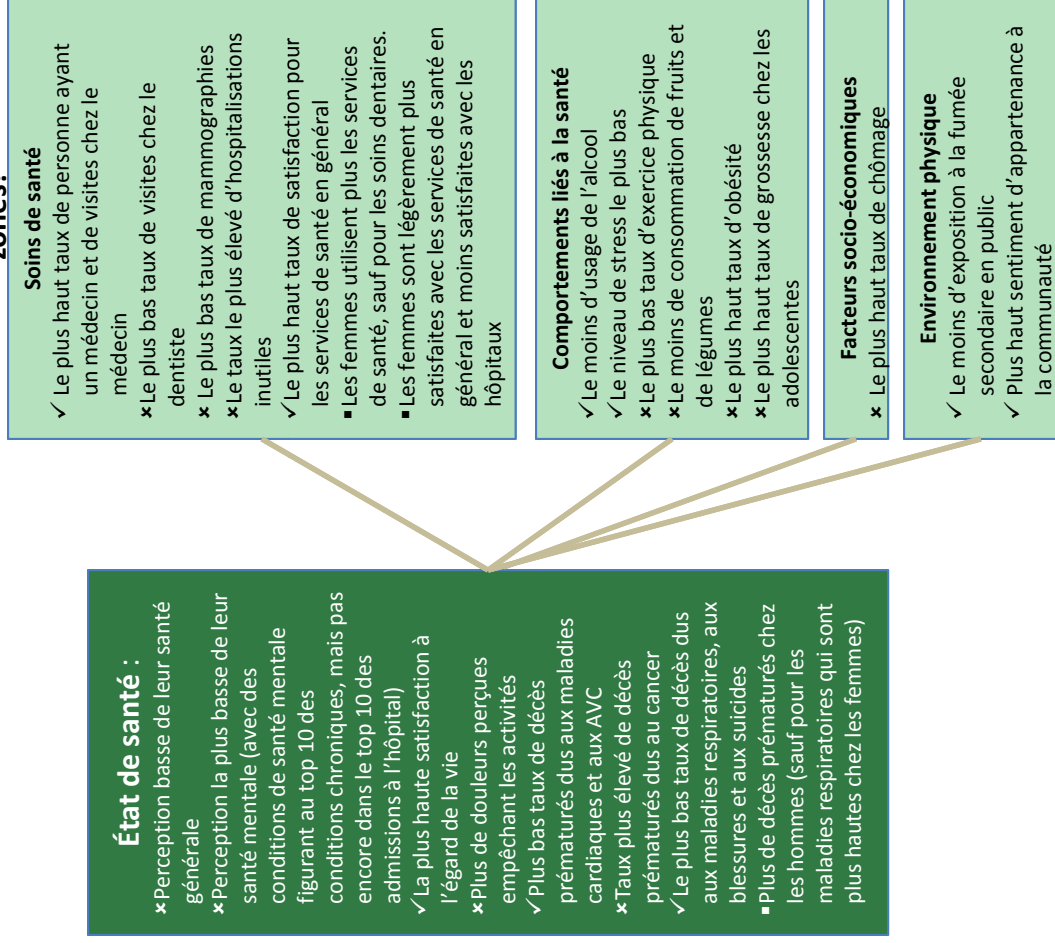 zones?
Soins de santé
✓ Le plus haut taux de personne ayant
un médecin et de visites chez le
médecin
× Le plus bas taux de visites chez le
dentiste
× Le plus bas taux de mammographies
× Le taux le plus élevé d'hospitalisations
inutiles
✓ Le plus haut taux de satisfaction pour
les services de santé en général
▪ Les femmes utilisent plus les services
de santé, sauf pour les soins dentaires.
▪ Les femmes sont légèrement plus
satisfaites avec les services de santé en
général et moins satisfaites avec les
hôpitaux
Comportements liés à la santé
✓ Le moins d'usage de l'alcool
✓ Le niveau de stress le plus bas
× Le plus bas taux d'exercice physique
× Le moins de consommation de fruits et
de légumes
× Le plus haut taux d'obésité
× Le plus haut taux de grossesse chez les
adolescentes
Facteurs socio-économiques
× Le plus haut taux de chômage
Environnement physique
✓ Le moins d'exposition à la fumée
secondaire en public
✓ Plus haut sentiment d'appartenance à
la communauté
État de santé :
× Perception basse de leur santé
générale
× Perception la plus basse de leur
santé mentale (avec des
conditions de santé mentale
figurant au top 10 des
conditions chroniques, mais pas
encore dans le top 10 des
admissions à l'hôpital)
✓ La plus haute satisfaction à
l'égard de la vie
× Plus de douleurs perçues
empêchant les activités
✓ Plus bas taux de décès
prématurés dus aux maladies
cardiaques et aux AVC
× Taux plus élevé de décès
prématurés dus au cancer
✓ Le plus bas taux de décès dus
aux maladies respiratoires, aux
blessures et aux suicides
▪ Plus de décès prématurés chez
les hommes (sauf pour les
maladies respiratoires qui sont
plus hautes chez les femmes)